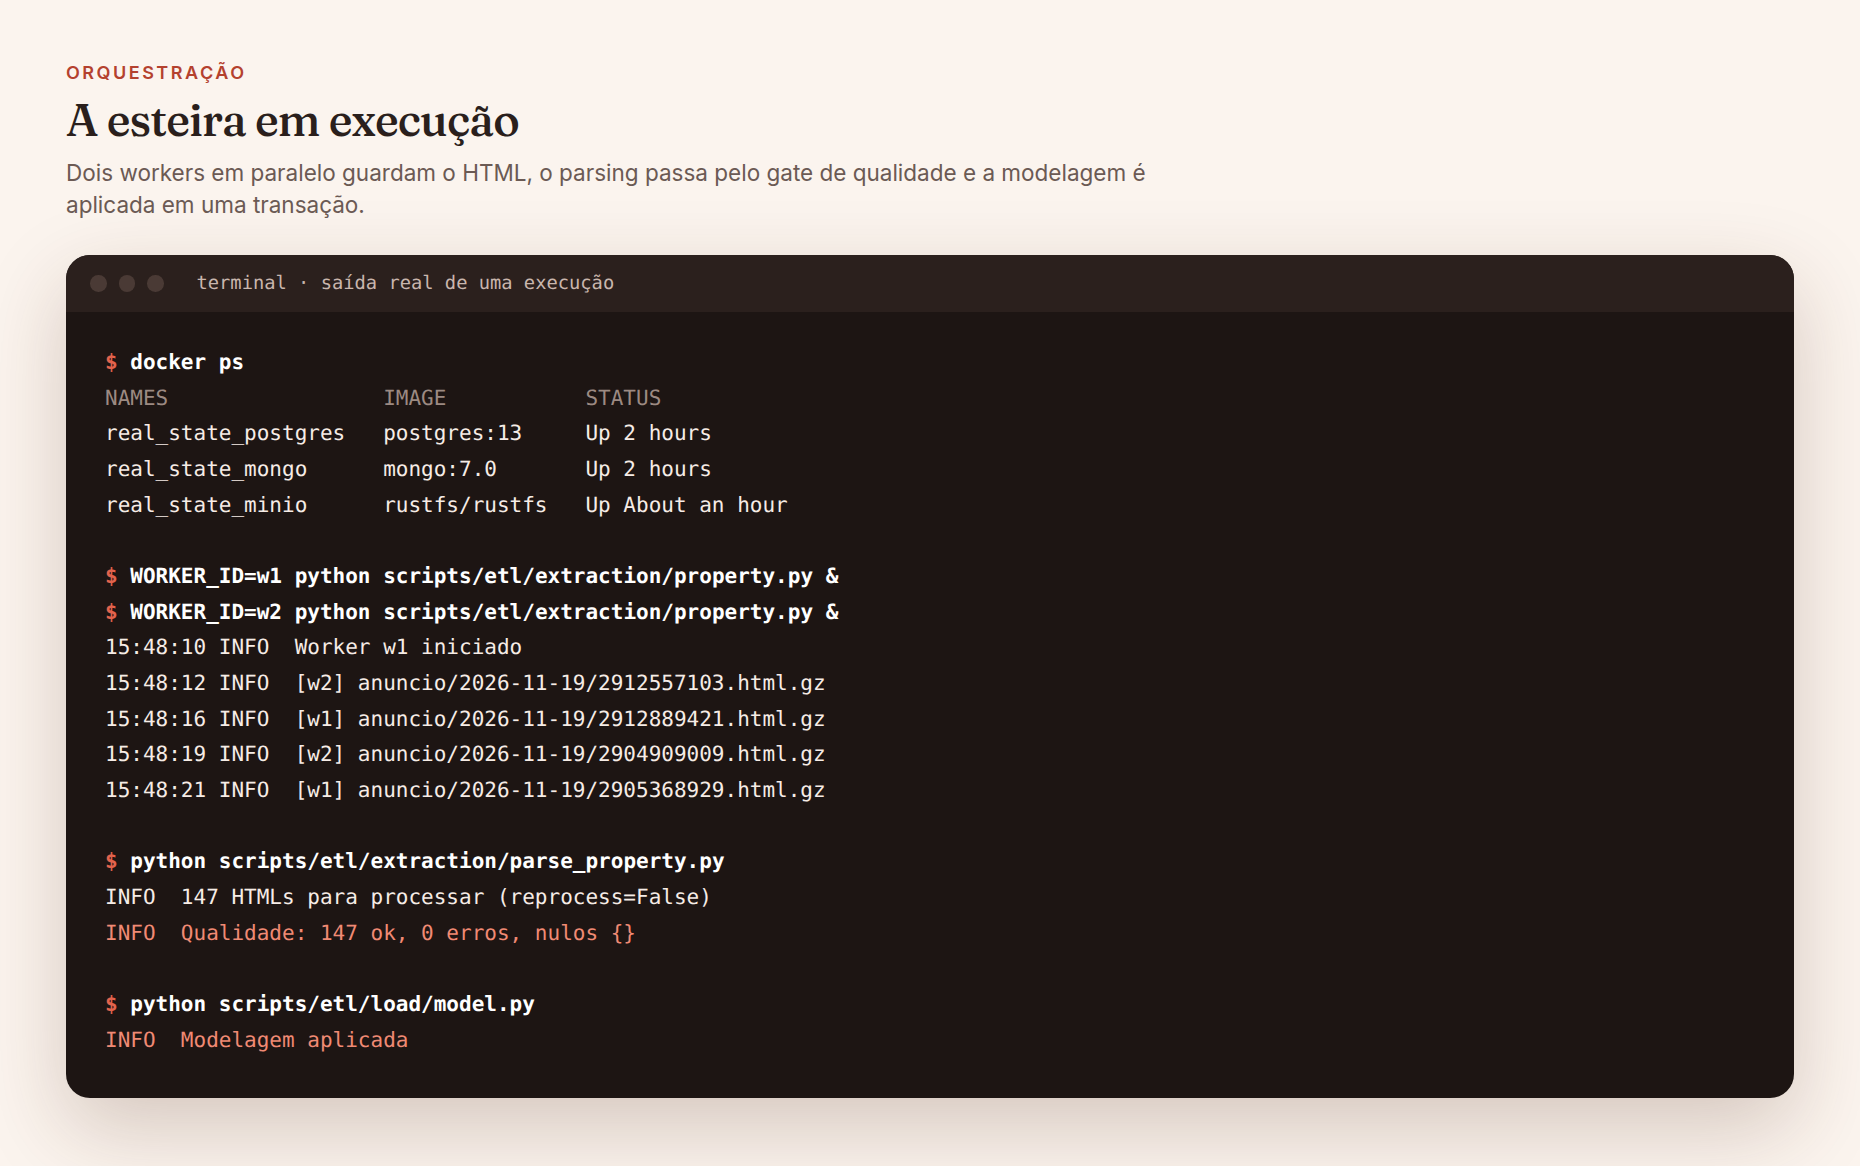 ORQUESTRAÇÃO
A esteira em execução
Dois workers em paralelo guardam o HTML, o parsing passa pelo gate de qualidade e a modelagem é
aplicada em uma transação.
terminal · saída real de uma execução
$ docker ps
NAMES                 IMAGE           STATUS
real_state_postgres   postgres:13     Up 2 hours
real_state_mongo      mongo:7.0       Up 2 hours
real_state_minio      rustfs/rustfs   Up About an hour
$ WORKER_ID=w1 python scripts/etl/extraction/property.py &
$ WORKER_ID=w2 python scripts/etl/extraction/property.py &
15:48:10 INFO  Worker w1 iniciado
15:48:12 INFO  [w2] anuncio/2026-11-19/2912557103.html.gz
15:48:16 INFO  [w1] anuncio/2026-11-19/2912889421.html.gz
15:48:19 INFO  [w2] anuncio/2026-11-19/2904909009.html.gz
15:48:21 INFO  [w1] anuncio/2026-11-19/2905368929.html.gz
$ python scripts/etl/extraction/parse_property.py
INFO  147 HTMLs para processar (reprocess=False)
INFO  Qualidade: 147 ok, 0 erros, nulos {}
$ python scripts/etl/load/model.py
INFO  Modelagem aplicada